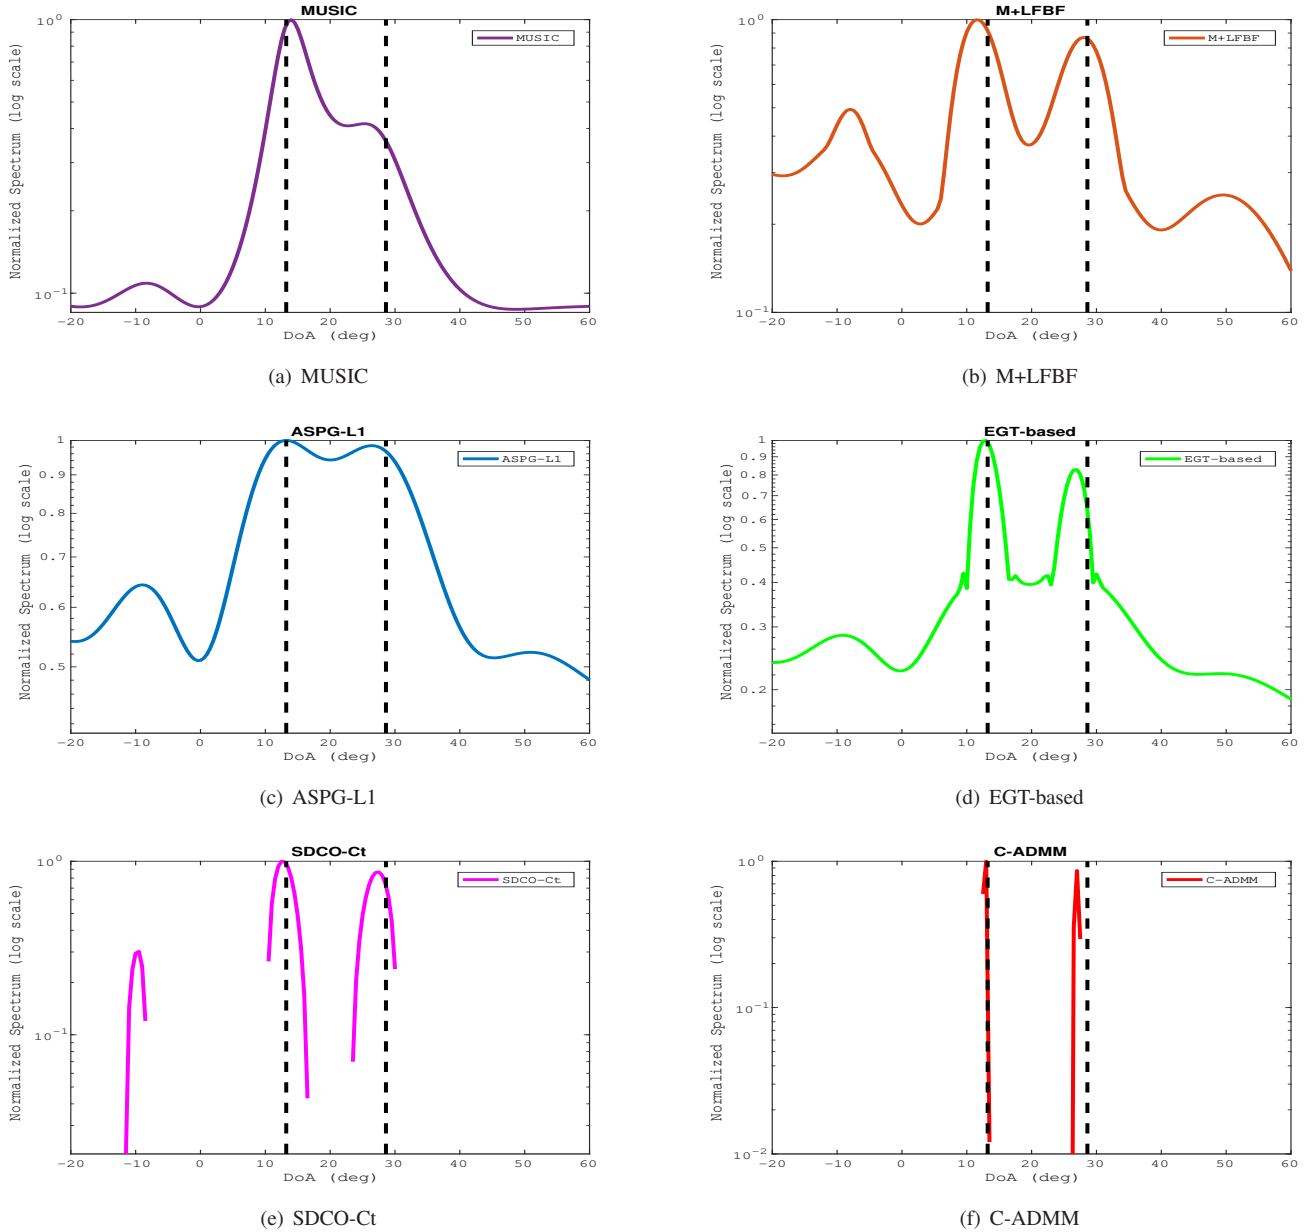 MUSIC
Normalized Spectrum (log scale)
10⁰
10⁻¹
MUSIC
−20 −10 0 10 20 30 40 50 60
DoA (deg)
(a) MUSIC
M+LFBF
Normalized Spectrum (log scale)
10⁰
10⁻¹
M+LFBF
−20 −10 0 10 20 30 40 50 60
DoA (deg)
(b) M+LFBF
ASPG-L1
Normalized Spectrum (log scale)
1
0.9
0.8
0.7
0.6
0.5
ASPG−L1
−20 −10 0 10 20 30 40 50 60
DoA (deg)
(c) ASPG-L1
EGT-based
Normalized Spectrum (log scale)
1
0.9
0.8
0.7
0.6
0.5
0.4
0.3
0.2
EGT−based
−20 −10 0 10 20 30 40 50 60
DoA (deg)
(d) EGT-based
SDCO-Ct
Normalized Spectrum (log scale)
10⁰
10⁻¹
SDCO−Ct
−20 −10 0 10 20 30 40 50 60
DoA (deg)
(e) SDCO-Ct
C-ADMM
Normalized Spectrum (log scale)
10⁰
10⁻¹
10⁻²
C−ADMM
−20 −10 0 10 20 30 40 50 60
DoA (deg)
(f) C-ADMM